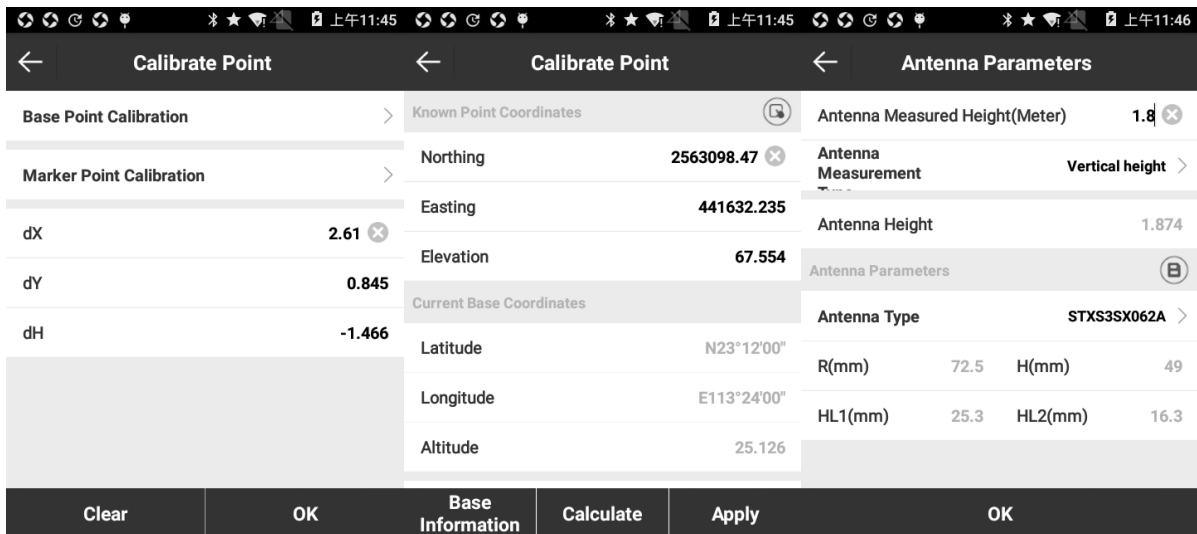 上午11:45
Calibrate Point
Base Point Calibration
Marker Point Calibration
dX 2.61
dY 0.845
dH -1.466
Clear OK
上午11:45
Calibrate Point
Known Point Coordinates
Northing 2563098.47
Easting 441632.235
Elevation 67.554
Current Base Coordinates
Latitude N23°12'00"
Longitude E113°24'00"
Altitude 25.126
Base
Information Calculate Apply
上午11:46
Antenna Parameters
Antenna Measured Height(Meter) 1.8
Antenna
Measurement Vertical height
Antenna Height 1.874
Antenna Parameters
Antenna Type STXS3SX062A
R(mm) 72.5 H(mm) 49
HL1(mm) 25.3 HL2(mm) 16.3
OK